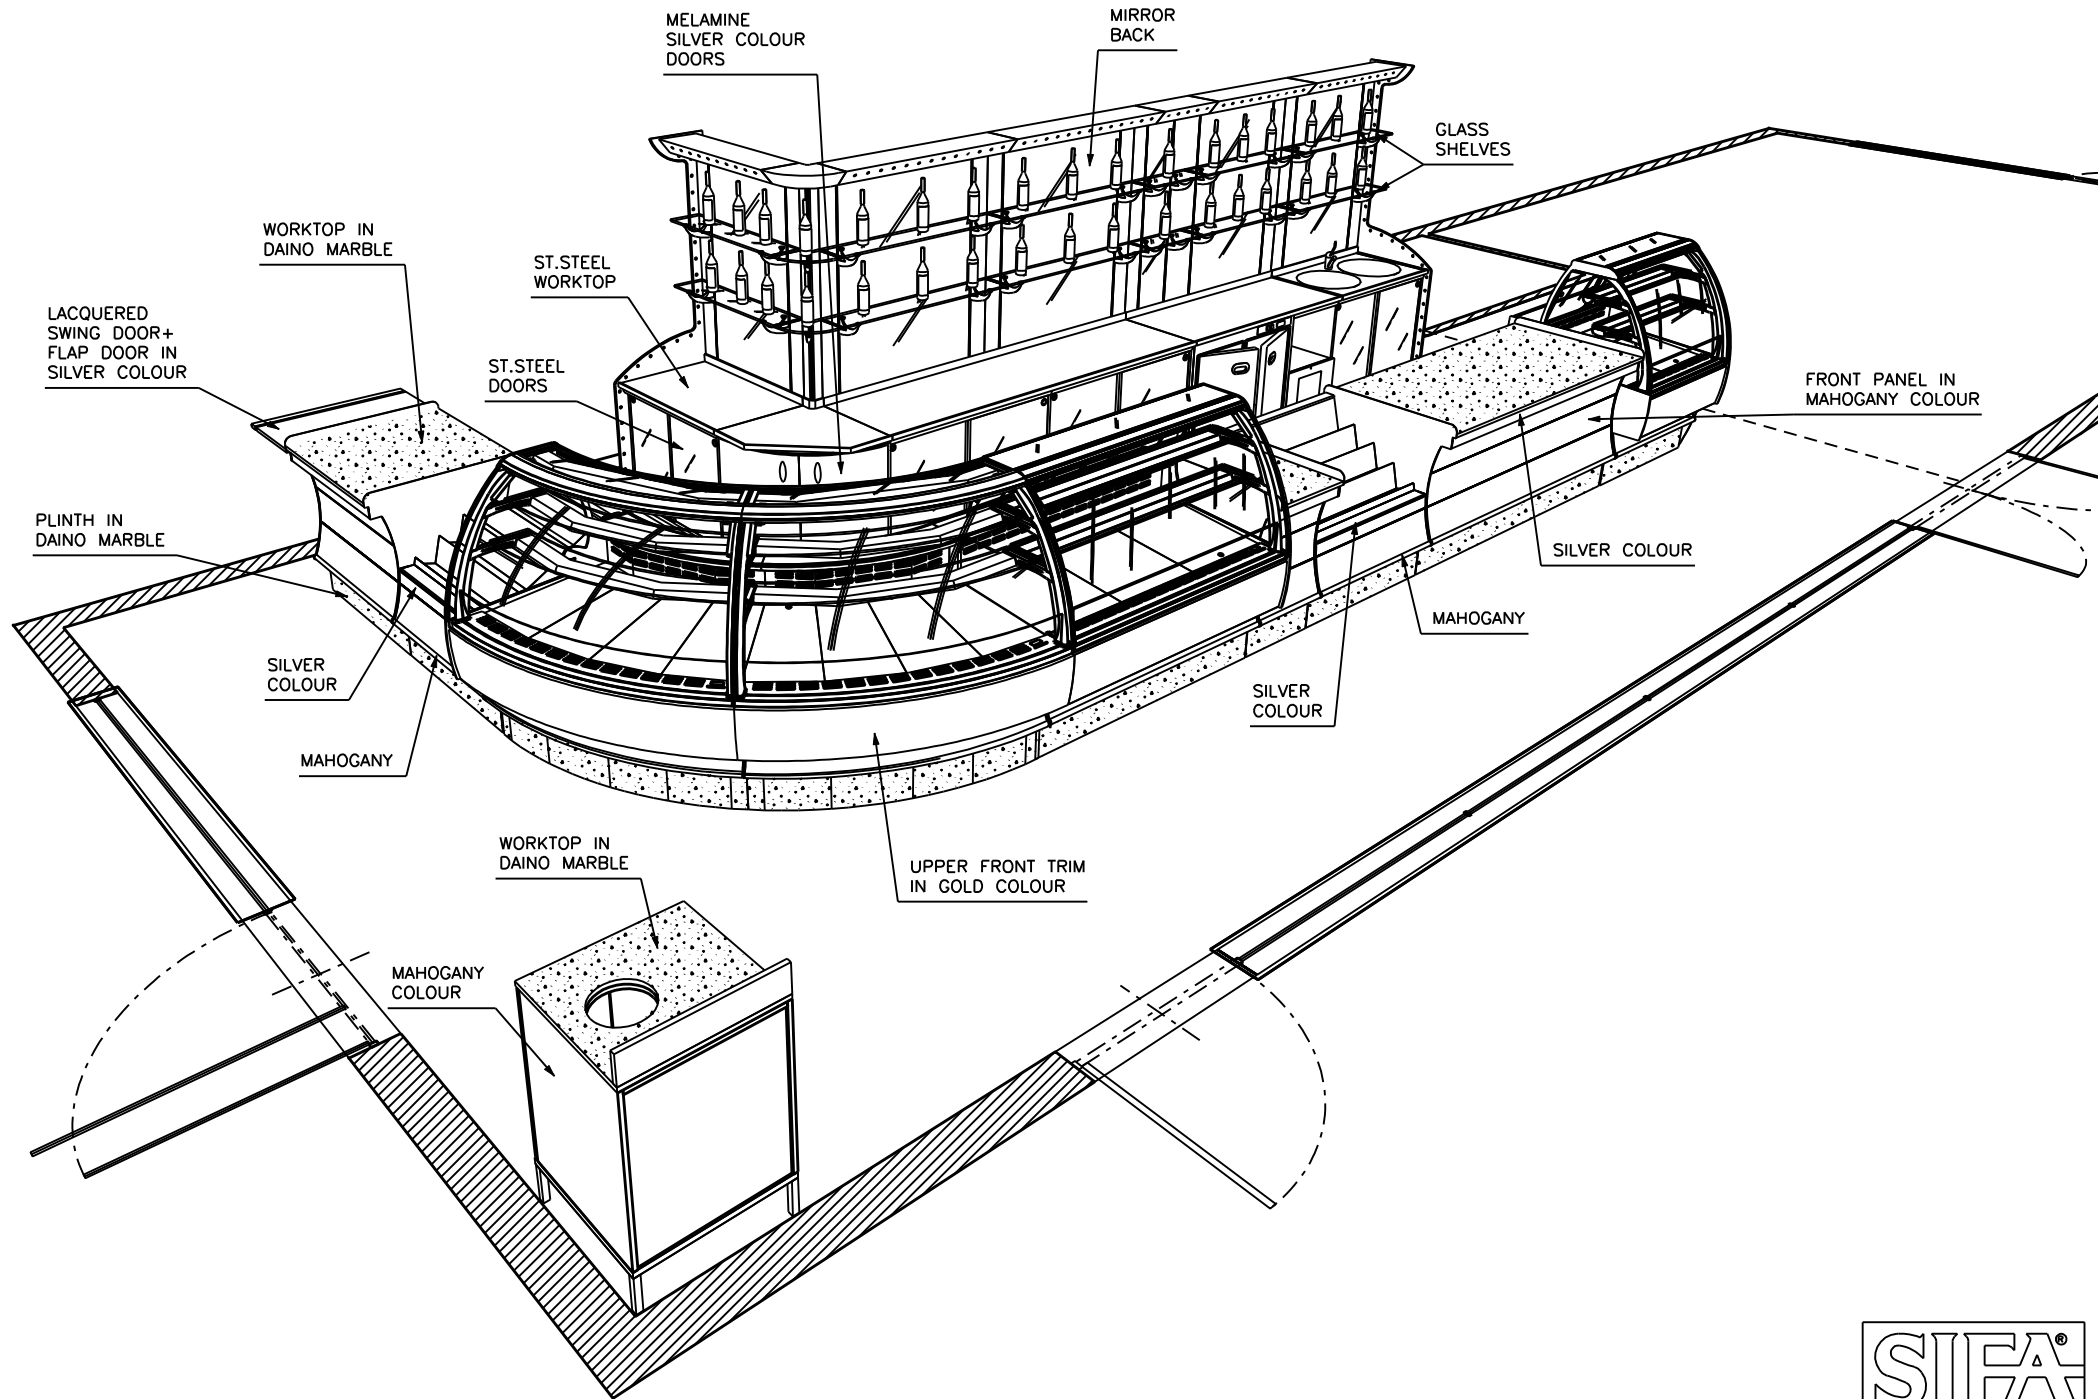 MELAMINE
SILVER COLOUR
DOORS
MIRROR
BACK
GLASS
SHELVES
WORKTOP IN
DAINO MARBLE
ST.STEEL
WORKTOP
LACQUERED
SWING DOOR+
FLAP DOOR IN
SILVER COLOUR
ST.STEEL
DOORS
FRONT PANEL IN
MAHOGANY COLOUR
PLINTH IN
DAINO MARBLE
SILVER COLOUR
MAHOGANY
SILVER
COLOUR
SILVER
COLOUR
MAHOGANY
WORKTOP IN
DAINO MARBLE
UPPER FRONT TRIM
IN GOLD COLOUR
MAHOGANY
COLOUR
SIFA®